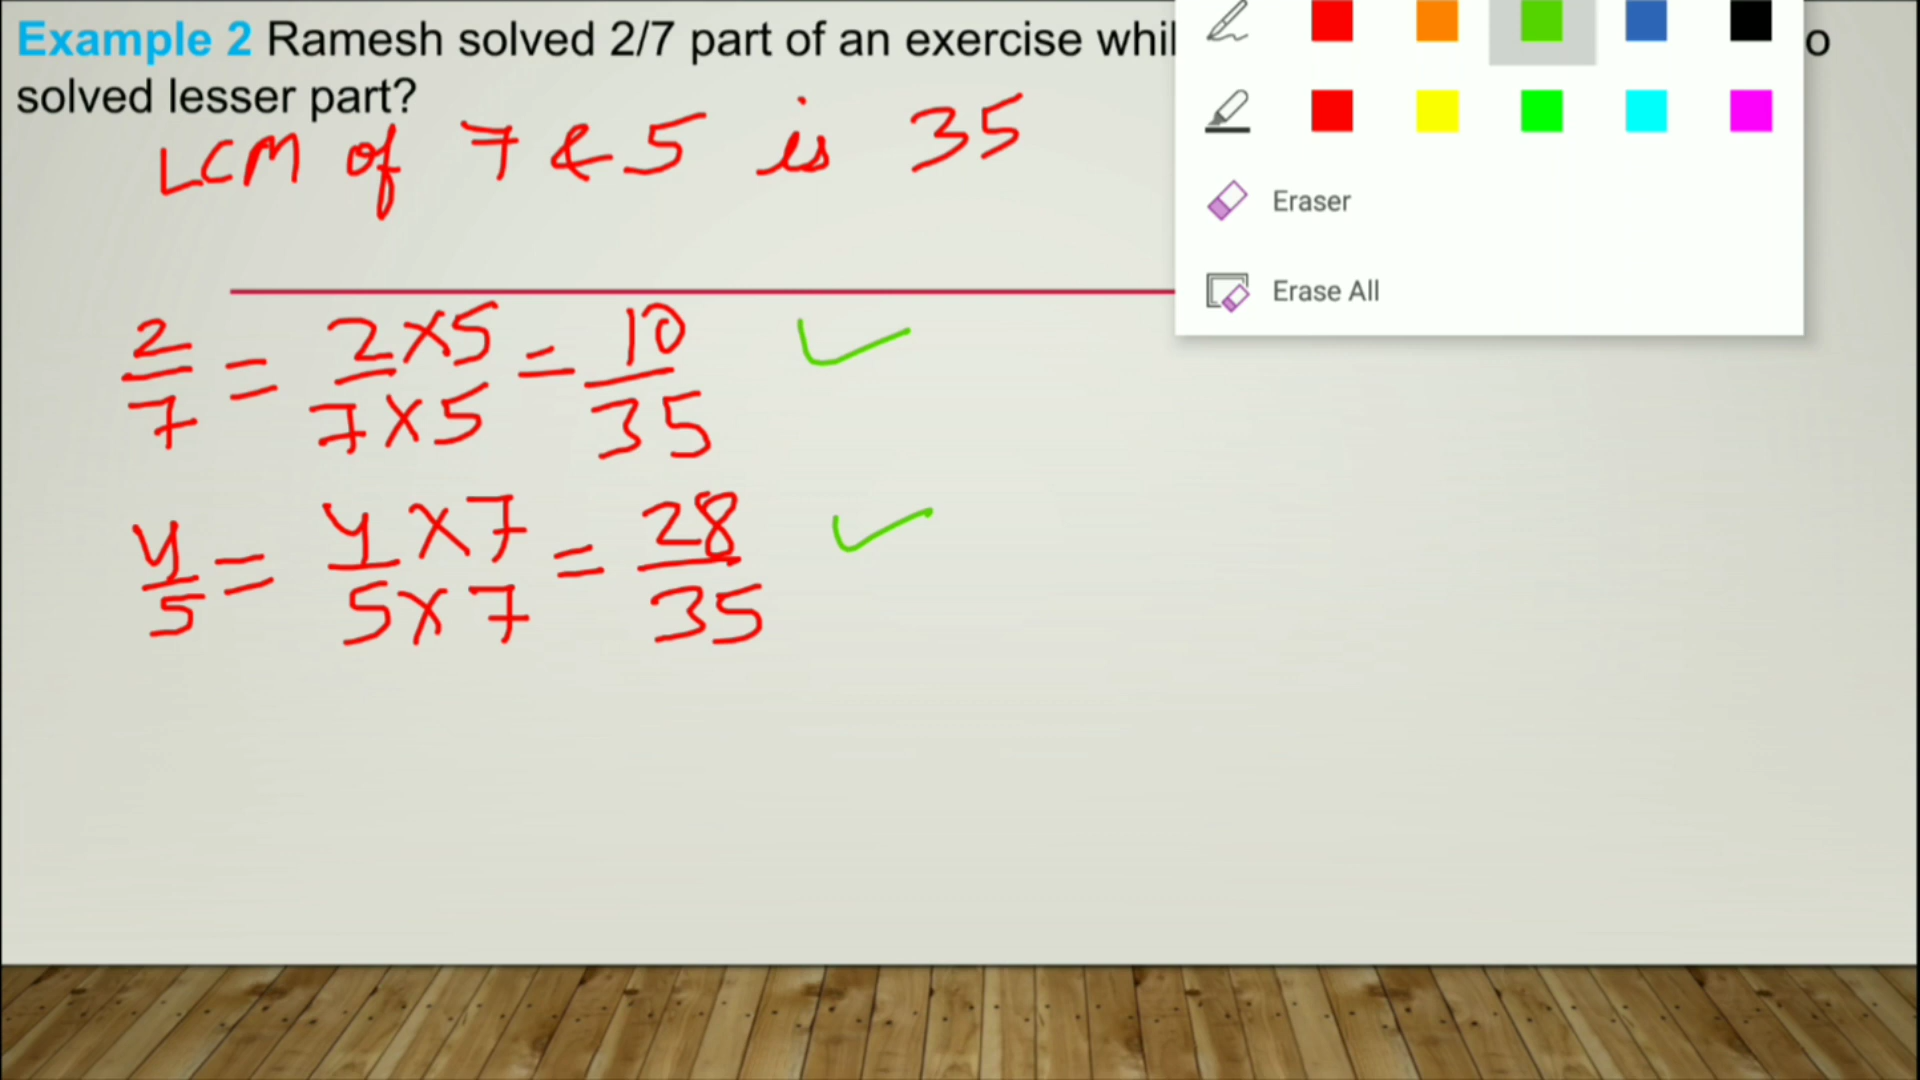 Example 2 Ramesh solved 2/7 part of an exercise whil
o
solved lesser part?
LCM of 7 & 5 is 35
Eraser
Erase All
2/7 = 2×5/7×5 = 10/35 ✓
4/5 = 4×7/5×7 = 28/35 ✓